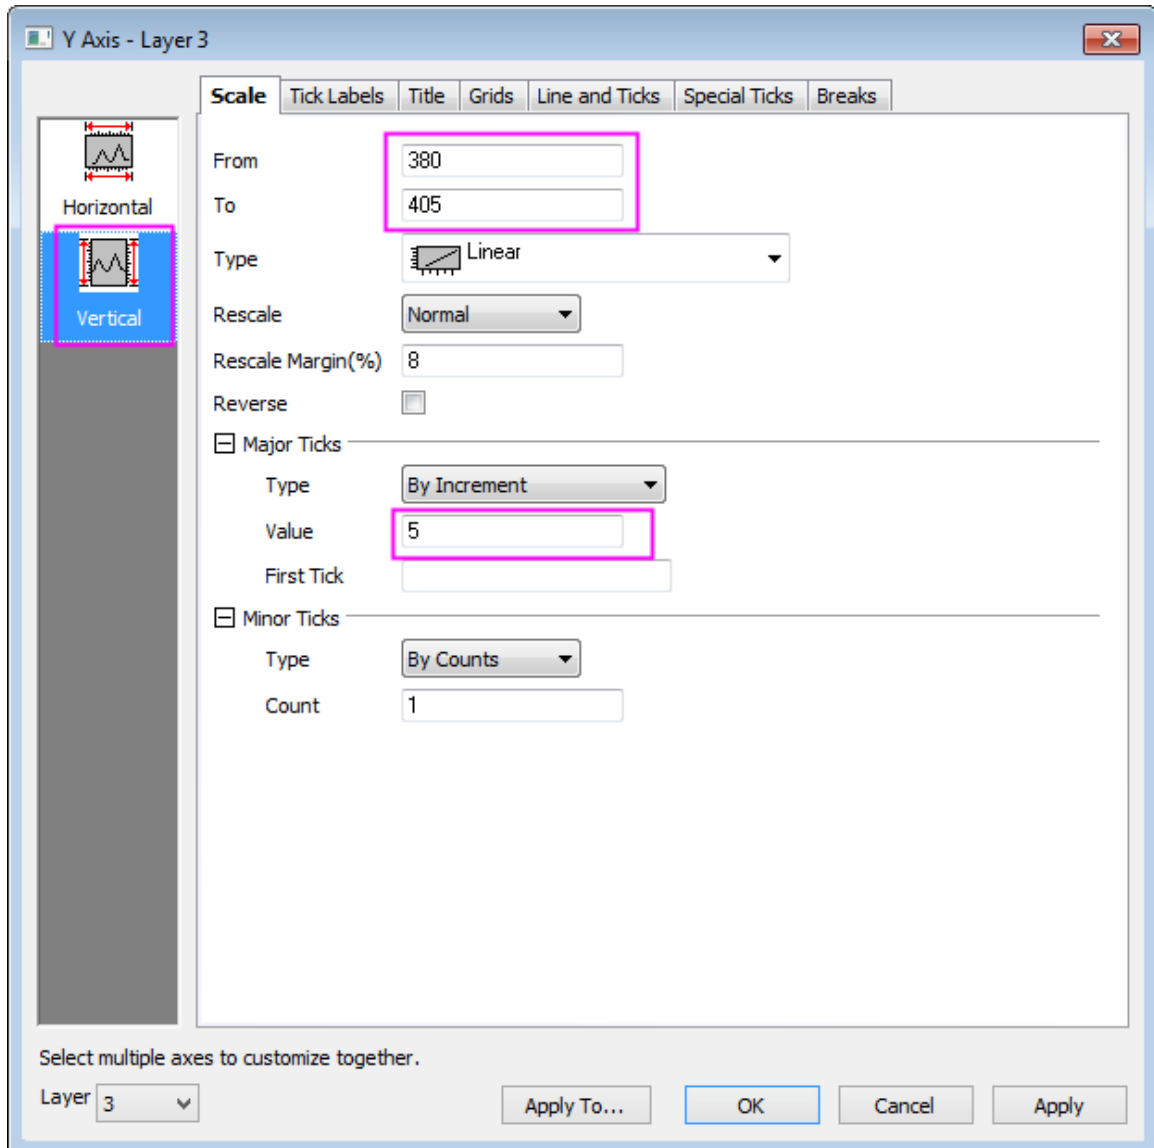 Y Axis - Layer 3
Scale Tick Labels Title Grids Line and Ticks Special Ticks Breaks
Horizontal
Vertical
From 380
To 405
Type Linear
Rescale Normal
Rescale Margin(%) 8
Reverse
Major Ticks
Type By Increment
Value 5
First Tick
Minor Ticks
Type By Counts
Count 1
Select multiple axes to customize together.
Layer 3 Apply To... OK Cancel Apply